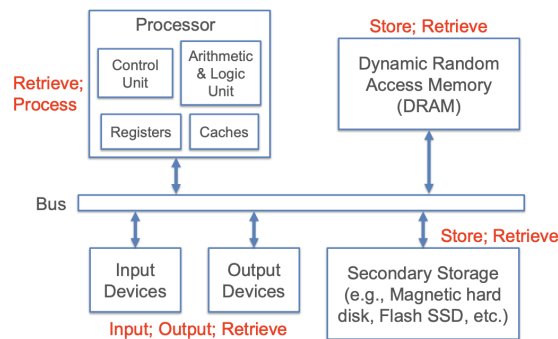 Processor
Control
Unit
Arithmetic
& Logic
Unit
Registers
Caches
Retrieve;
Process
Store; Retrieve
Dynamic Random
Access Memory
(DRAM)
Bus
Input
Devices
Output
Devices
Input; Output; Retrieve
Store; Retrieve
Secondary Storage
(e.g., Magnetic hard
disk, Flash SSD, etc.)